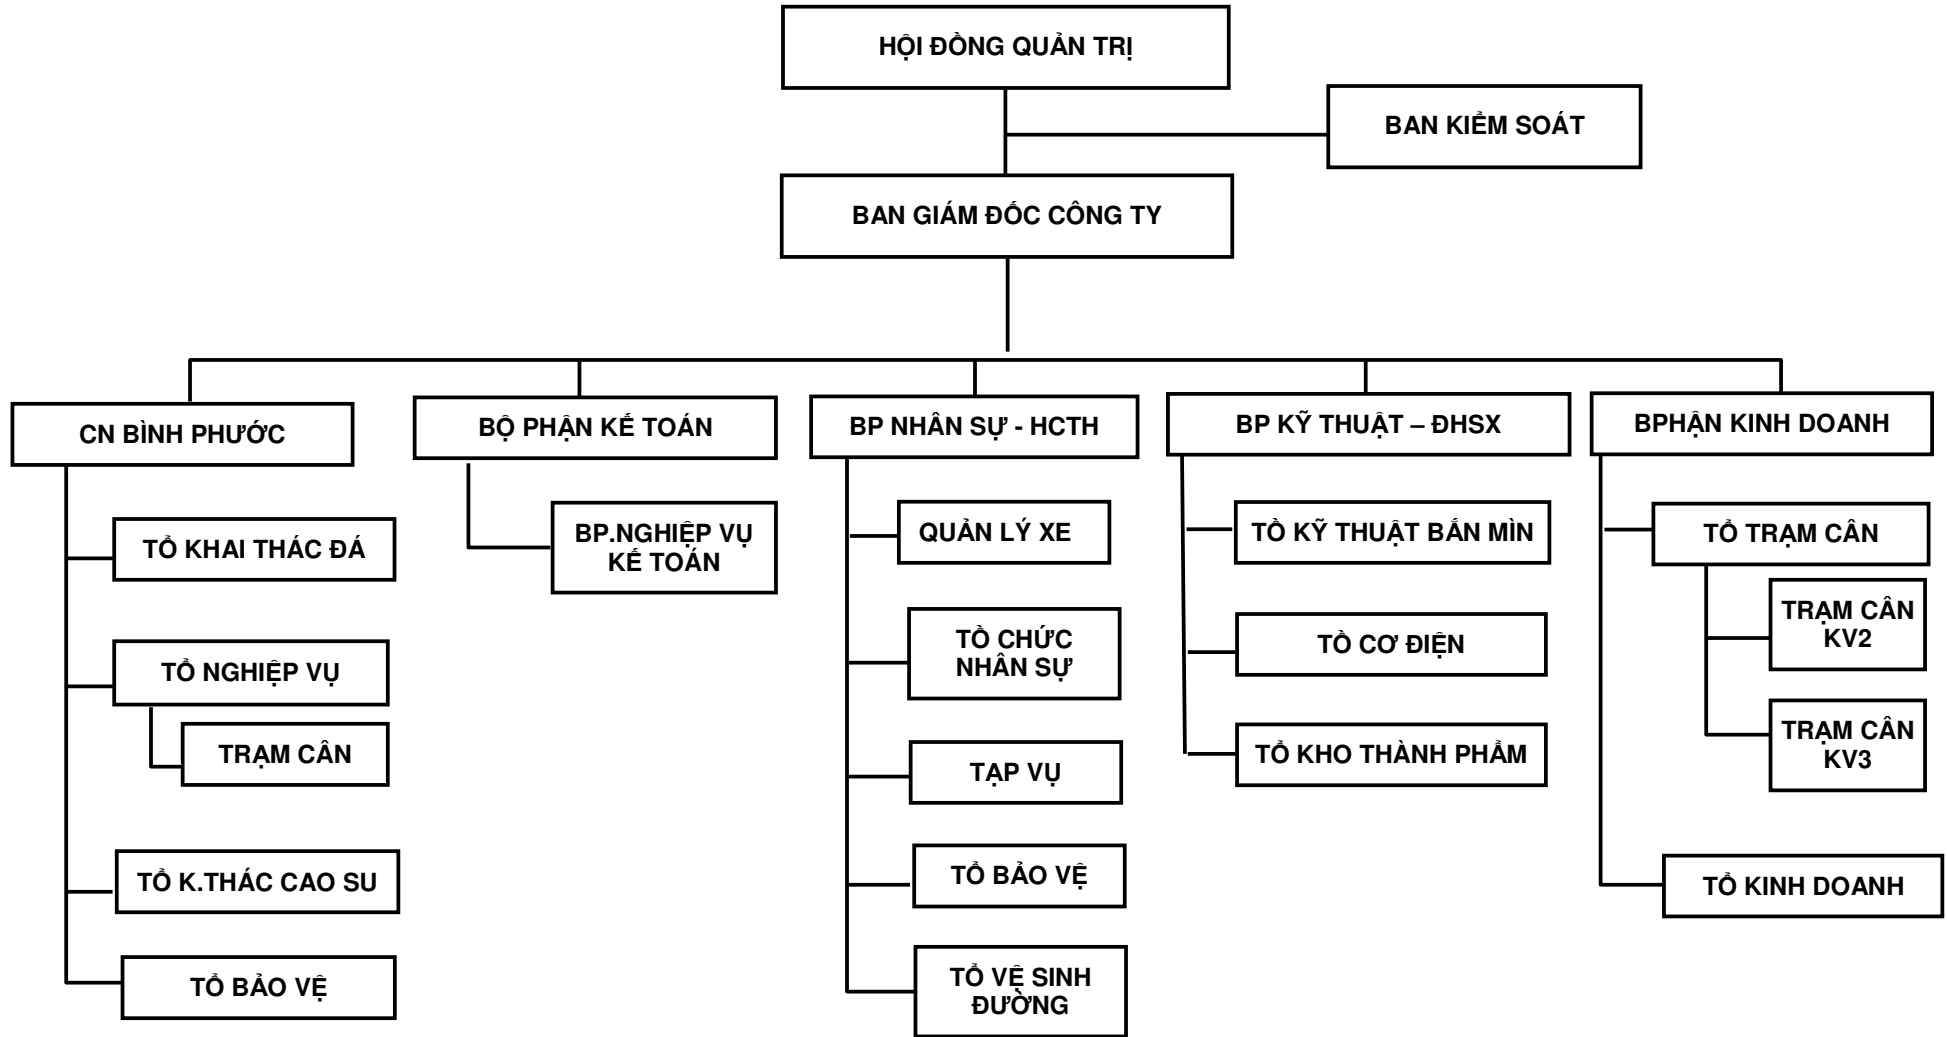 HỘI ĐỒNG QUẢN TRỊ
BAN KIỂM SOÁT
BAN GIÁM ĐỐC CÔNG TY
CN BÌNH PHƯỚC
TỔ KHAI THÁC ĐÁ
TỔ NGHIỆP VỤ
TRẠM CÂN
TỔ K.THÁC CAO SU
TỔ BẢO VỆ
BỘ PHẬN KẾ TOÁN
BP.NGHIỆP VỤ
KẾ TOÁN
BP NHÂN SỰ - HCTH
QUẢN LÝ XE
TỔ CHỨC
NHÂN SỰ
TẠP VỤ
TỔ BẢO VỆ
TỔ VỆ SINH
ĐƯỜNG
BP KỸ THUẬT – ĐHSX
TỔ KỸ THUẬT BẮN MÌN
TỔ CƠ ĐIỆN
TỔ KHO THÀNH PHẨM
BPHẬN KINH DOANH
TỔ TRẠM CÂN
TRẠM CÂN
KV2
TRẠM CÂN
KV3
TỔ KINH DOANH